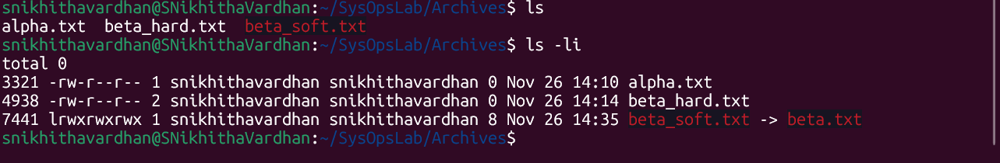 snikhithavardhan@SNikhithaVardhan:~/SysOpsLab/Archives$ ls
alpha.txt  beta_hard.txt  beta_soft.txt
snikhithavardhan@SNikhithaVardhan:~/SysOpsLab/Archives$ ls -li
total 0
3321 -rw-r--r-- 1 snikhithavardhan snikhithavardhan 0 Nov 26 14:10 alpha.txt
4938 -rw-r--r-- 2 snikhithavardhan snikhithavardhan 0 Nov 26 14:14 beta_hard.txt
7441 lrwxrwxrwx 1 snikhithavardhan snikhithavardhan 8 Nov 26 14:35 beta_soft.txt -> beta.txt
snikhithavardhan@SNikhithaVardhan:~/SysOpsLab/Archives$